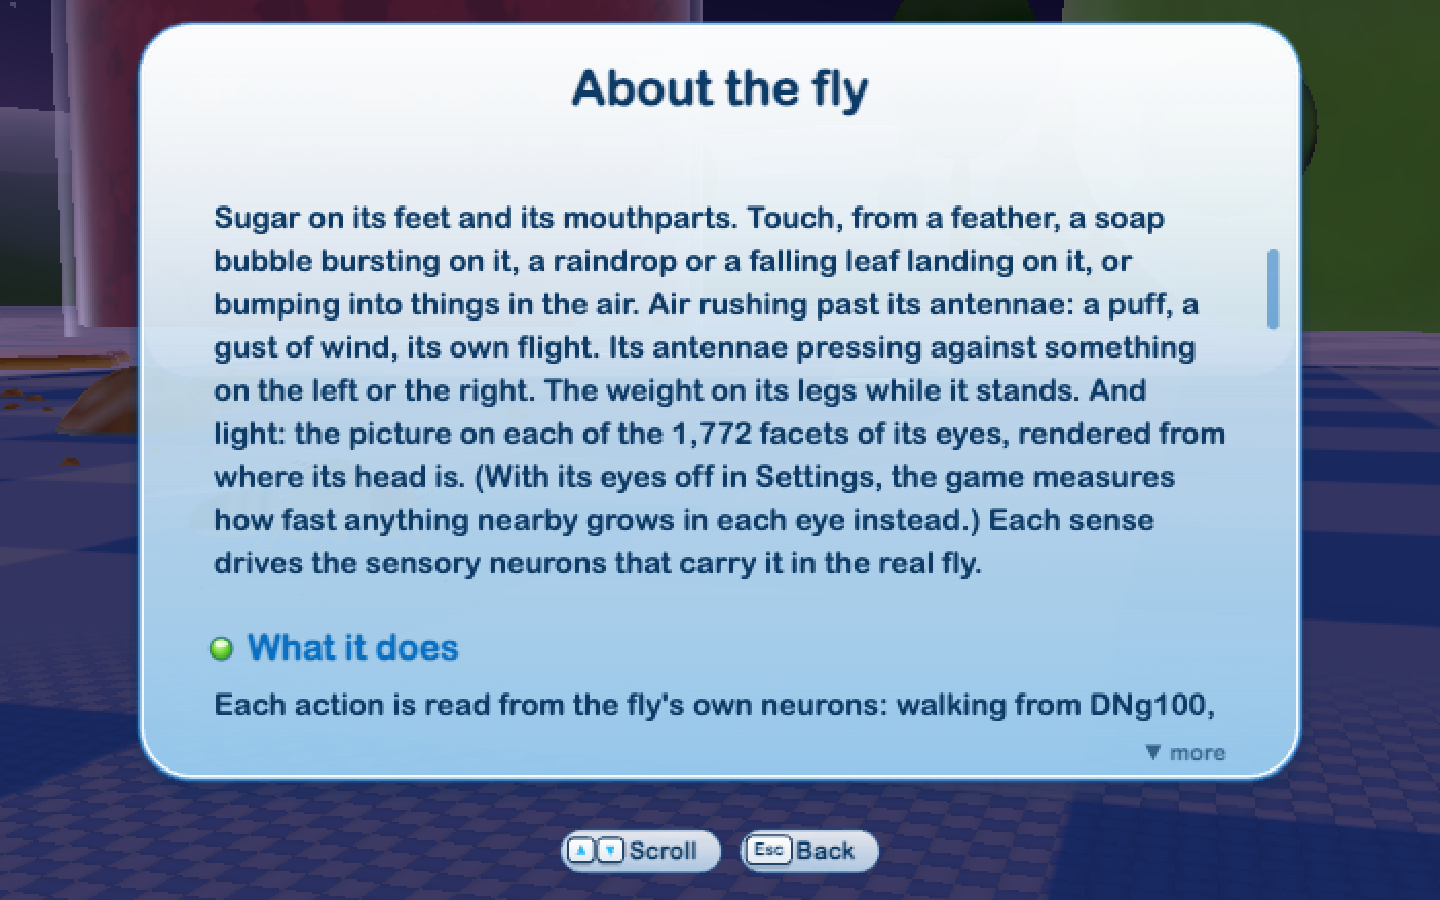 About the fly
Sugar on its feet and its mouthparts. Touch, from a feather, a soap
bubble bursting on it, a raindrop or a falling leaf landing on it, or
bumping into things in the air. Air rushing past its antennae: a puff, a
gust of wind, its own flight. Its antennae pressing against something
on the left or the right. The weight on its legs while it stands. And
light: the picture on each of the 1,772 facets of its eyes, rendered from
where its head is. (With its eyes off in Settings, the game measures
how fast anything nearby grows in each eye instead.) Each sense
drives the sensory neurons that carry it in the real fly.
What it does
Each action is read from the fly's own neurons: walking from DNg100,
▼ more
▲ ▼ Scroll
Esc Back